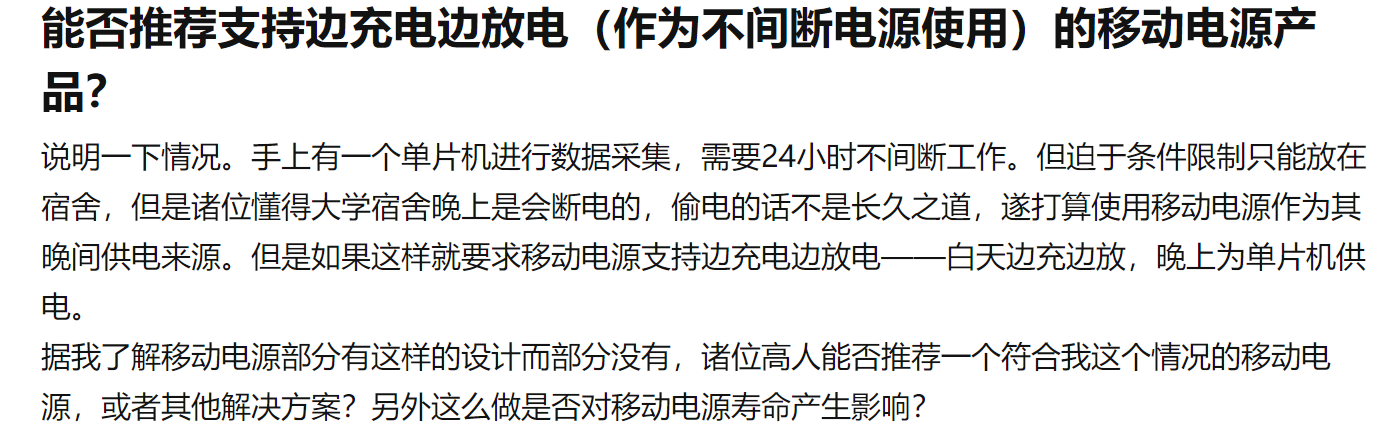 能否推荐支持边充电边放电（作为不间断电源使用）的移动电源产
品？
说明一下情况。手上有一个单片机进行数据采集，需要24小时不间断工作。但迫于条件限制只能放在
宿舍，但是诸位懂得大学宿舍晚上是会断电的，偷电的话不是长久之道，遂打算使用移动电源作为其
晚间供电来源。但是如果这样就要求移动电源支持边充电边放电——白天边充边放，晚上为单片机供
电。
据我了解移动电源部分有这样的设计而部分没有，诸位高人能否推荐一个符合我这个情况的移动电
源，或者其他解决方案？另外这么做是否对移动电源寿命产生影响？